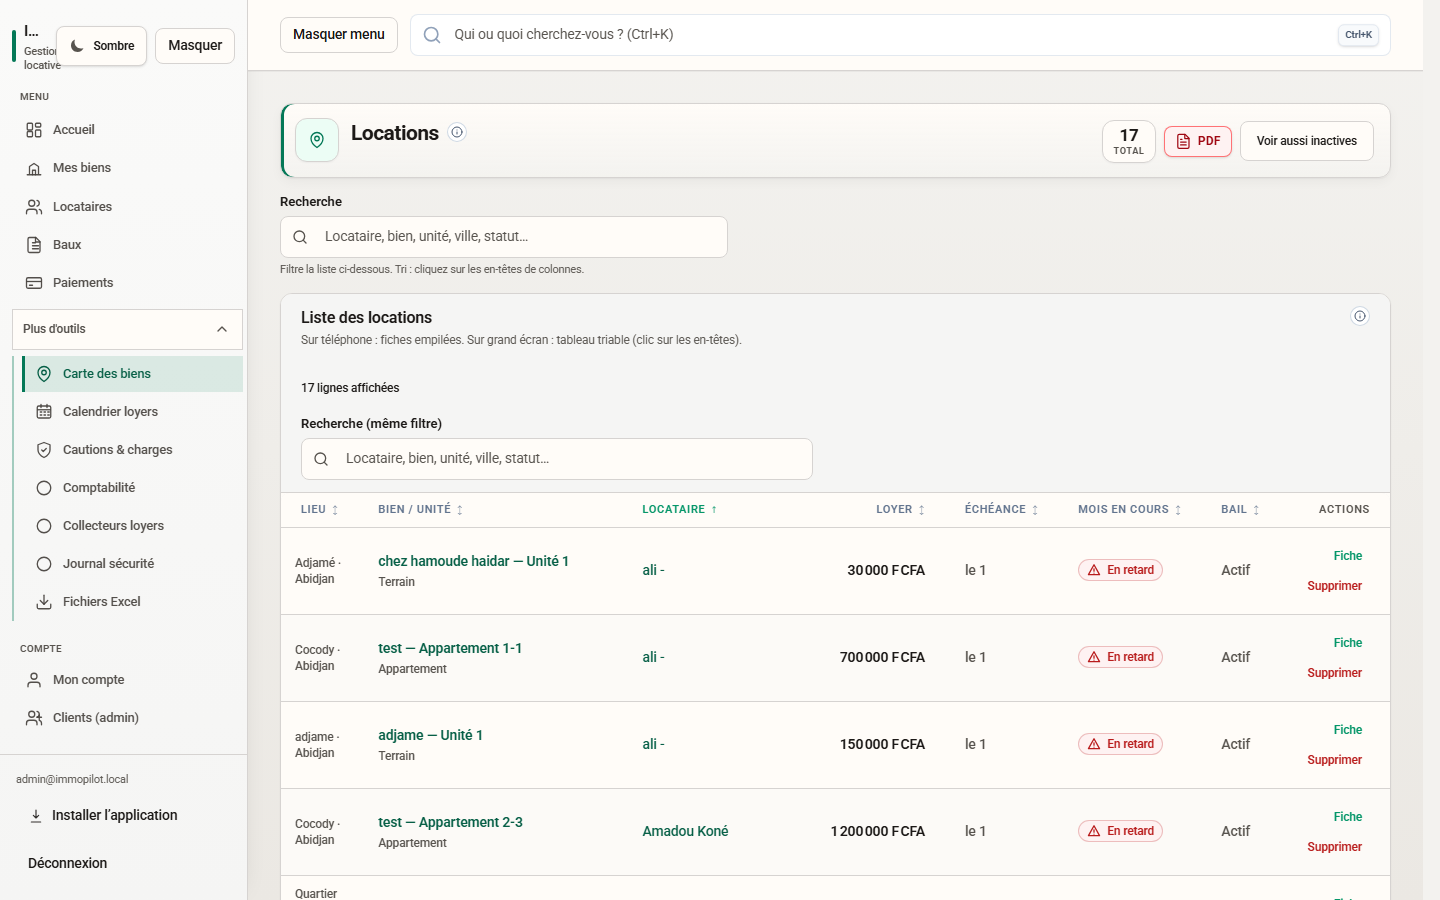 I...
Gestion
locative
Sombre
Masquer
MENU
Accueil
Mes biens
Locataires
Baux
Paiements
Plus d'outils
Carte des biens
Calendrier loyers
Cautions & charges
Comptabilité
Collecteurs loyers
Journal sécurité
Fichiers Excel
COMPTE
Mon compte
Clients (admin)
admin@immopilot.local
Installer l’application
Déconnexion
Masquer menu
Qui ou quoi cherchez-vous ? (Ctrl+K)
Ctrl+K
Locations
17
TOTAL
PDF
Voir aussi inactives
Recherche
Locataire, bien, unité, ville, statut...
Filtre la liste ci-dessous. Tri : cliquez sur les en-têtes de colonnes.
Liste des locations
Sur téléphone : fiches empilées. Sur grand écran : tableau triable (clic sur les en-têtes).
17 lignes affichées
Recherche (même filtre)
Locataire, bien, unité, ville, statut...
LIEU ↕ BIEN / UNITÉ ↕ LOCATAIRE ↑ LOYER ↕ ÉCHÉANCE ↕ MOIS EN COURS ↕ BAIL ↕ ACTIONS
Adjamé ·
Abidjan
chez hamoude haidar — Unité 1
Terrain
ali -
30 000 F CFA
le 1
En retard
Actif
Fiche
Supprimer
Cocody ·
Abidjan
test — Appartement 1-1
Appartement
ali -
700 000 F CFA
le 1
En retard
Actif
Fiche
Supprimer
adjame ·
Abidjan
adjame — Unité 1
Terrain
ali -
150 000 F CFA
le 1
En retard
Actif
Fiche
Supprimer
Cocody ·
Abidjan
test — Appartement 2-3
Appartement
Amadou Koné
1 200 000 F CFA
le 1
En retard
Actif
Fiche
Supprimer
Quartier